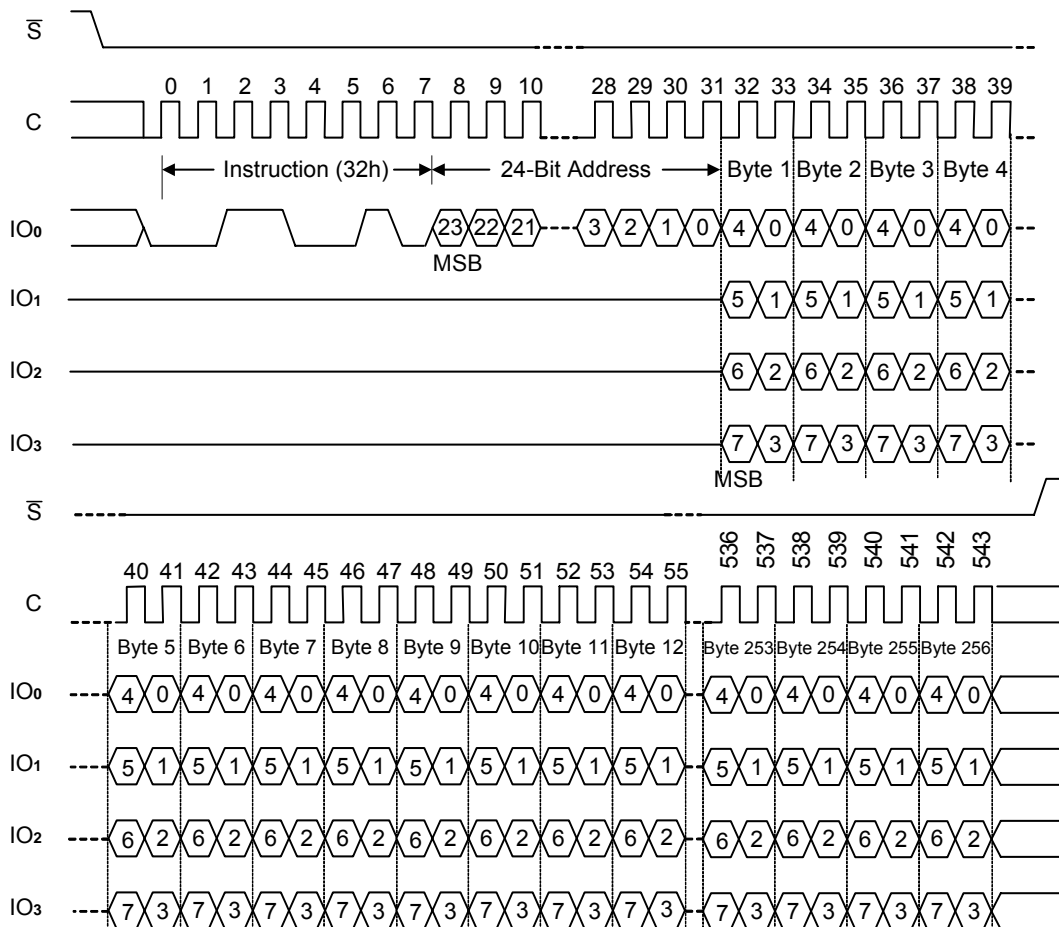 S̅
0 1 2 3 4 5 6 7 8 9 10 28 29 30 31 32 33 34 35 36 37 38 39
C
Instruction (32h) 24-Bit Address Byte 1 Byte 2 Byte 3 Byte 4
IO0 23 22 21 3 2 1 0 4 0 4 0 4 0 4 0
MSB
IO1 5 1 5 1 5 1 5 1
IO2 6 2 6 2 6 2 6 2
IO3 7 3 7 3 7 3 7 3
MSB
S̅
40 41 42 43 44 45 46 47 48 49 50 51 52 53 54 55 536 537 538 539 540 541 542 543
C
Byte 5 Byte 6 Byte 7 Byte 8 Byte 9 Byte 10 Byte 11 Byte 12 Byte 253 Byte 254 Byte 255 Byte 256
IO0 4 0 4 0 4 0 4 0 4 0 4 0 4 0 4 0 4 0 4 0 4 0 4 0
IO1 5 1 5 1 5 1 5 1 5 1 5 1 5 1 5 1 5 1 5 1 5 1 5 1
IO2 6 2 6 2 6 2 6 2 6 2 6 2 6 2 6 2 6 2 6 2 6 2 6 2
IO3 7 3 7 3 7 3 7 3 7 3 7 3 7 3 7 3 7 3 7 3 7 3 7 3